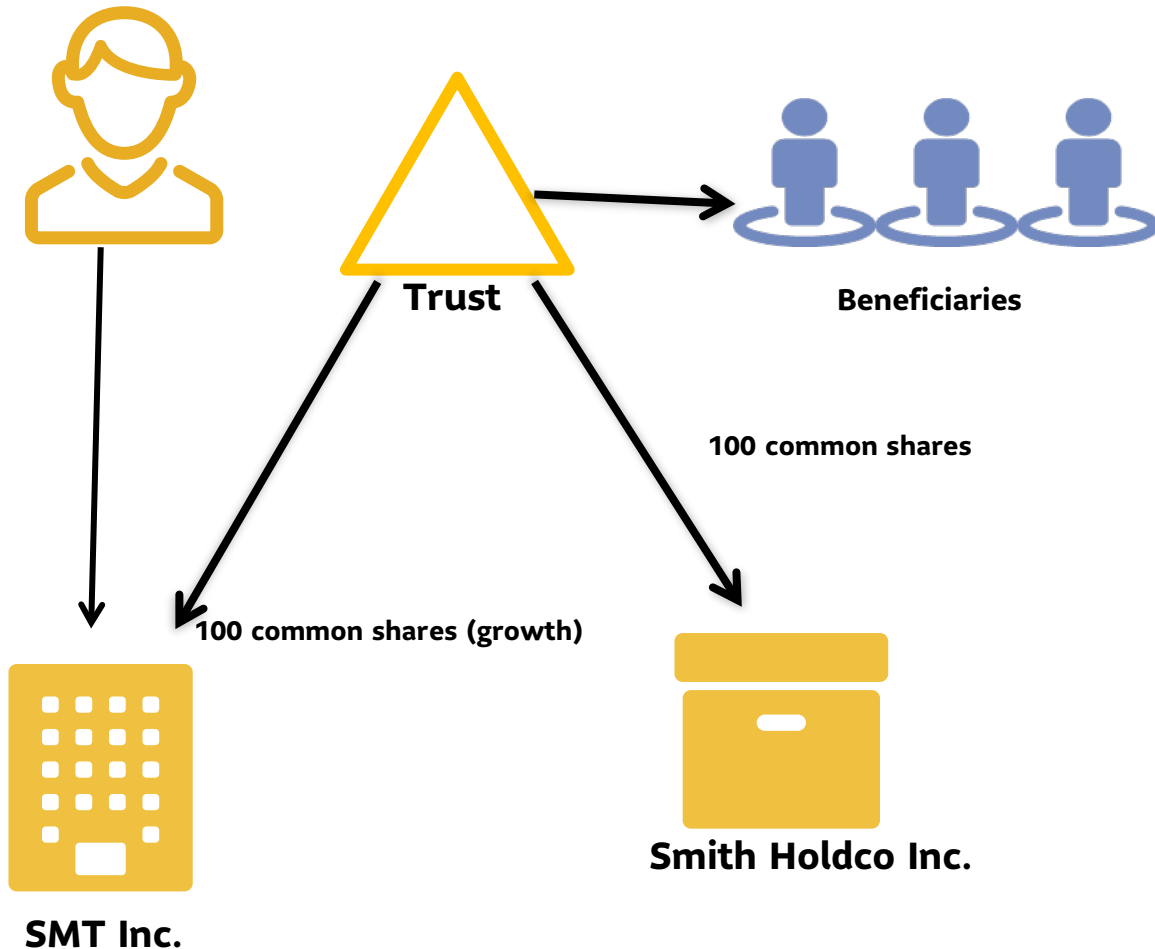 Trust
Beneficiaries
100 common shares
100 common shares (growth)
Smith Holdco Inc.
SMT Inc.